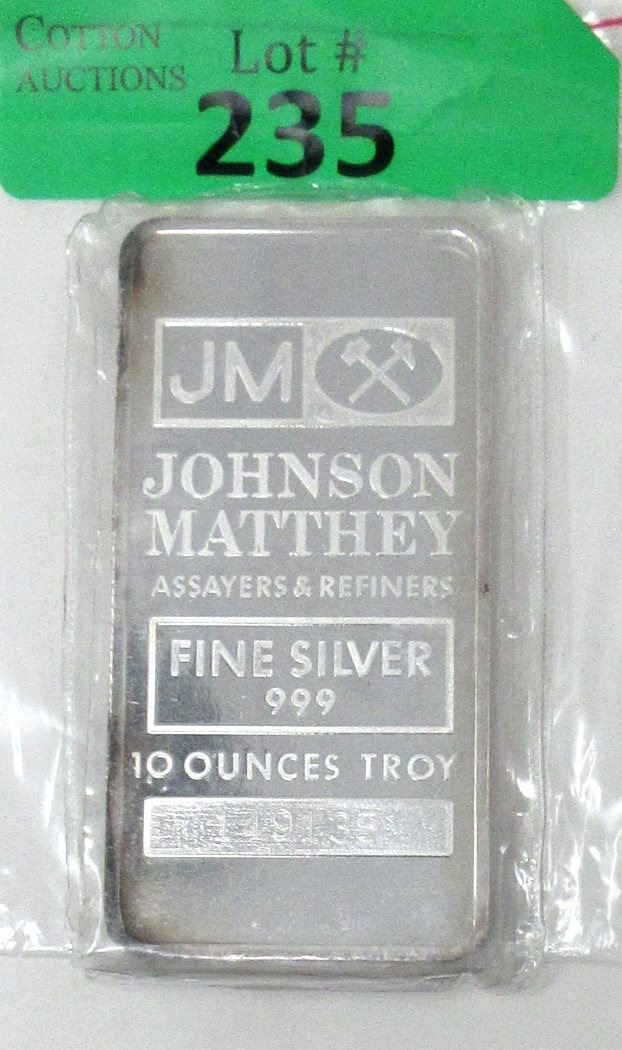 COTTON
AUCTIONS
Lot #
235
JM
JOHNSON
MATTHEY
ASSAYERS & REFINERS
FINE SILVER
999
10 OUNCES TROY